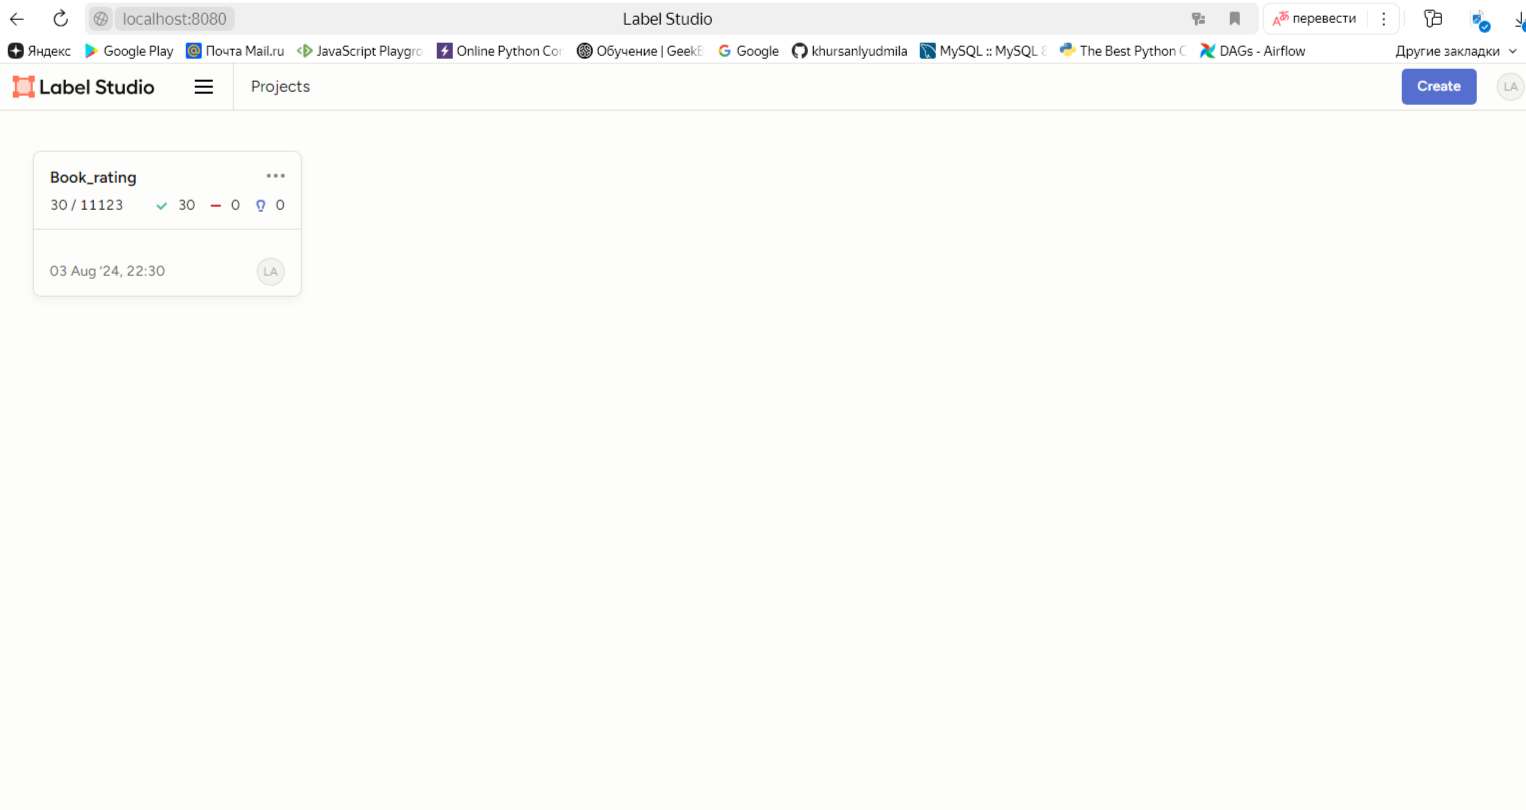 localhost:8080 Label Studio перевести
Яндекс Google Play Почта Mail.ru JavaScript Playgro Online Python Cor Обучение | GeekB Google khursanlyudmila MySQL :: MySQL 8 The Best Python C DAGs - Airflow Другие закладки
Label Studio Projects Create LA
Book_rating
30 / 11123 30 0 0
03 Aug '24, 22:30 LA